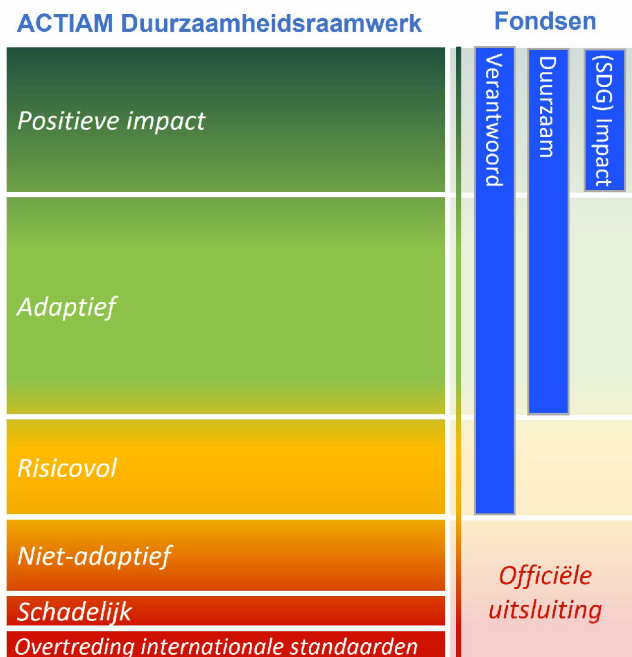 ACTIAM Duurzaamheidsraamwerk
Fondsen
Positieve impact
Adaptief
Risicovol
Niet-adaptief
Schadelijk
Overtreding internationale standaarden
Verantwoord
Duurzaam
(SDG) Impact
Officiële
uitsluiting